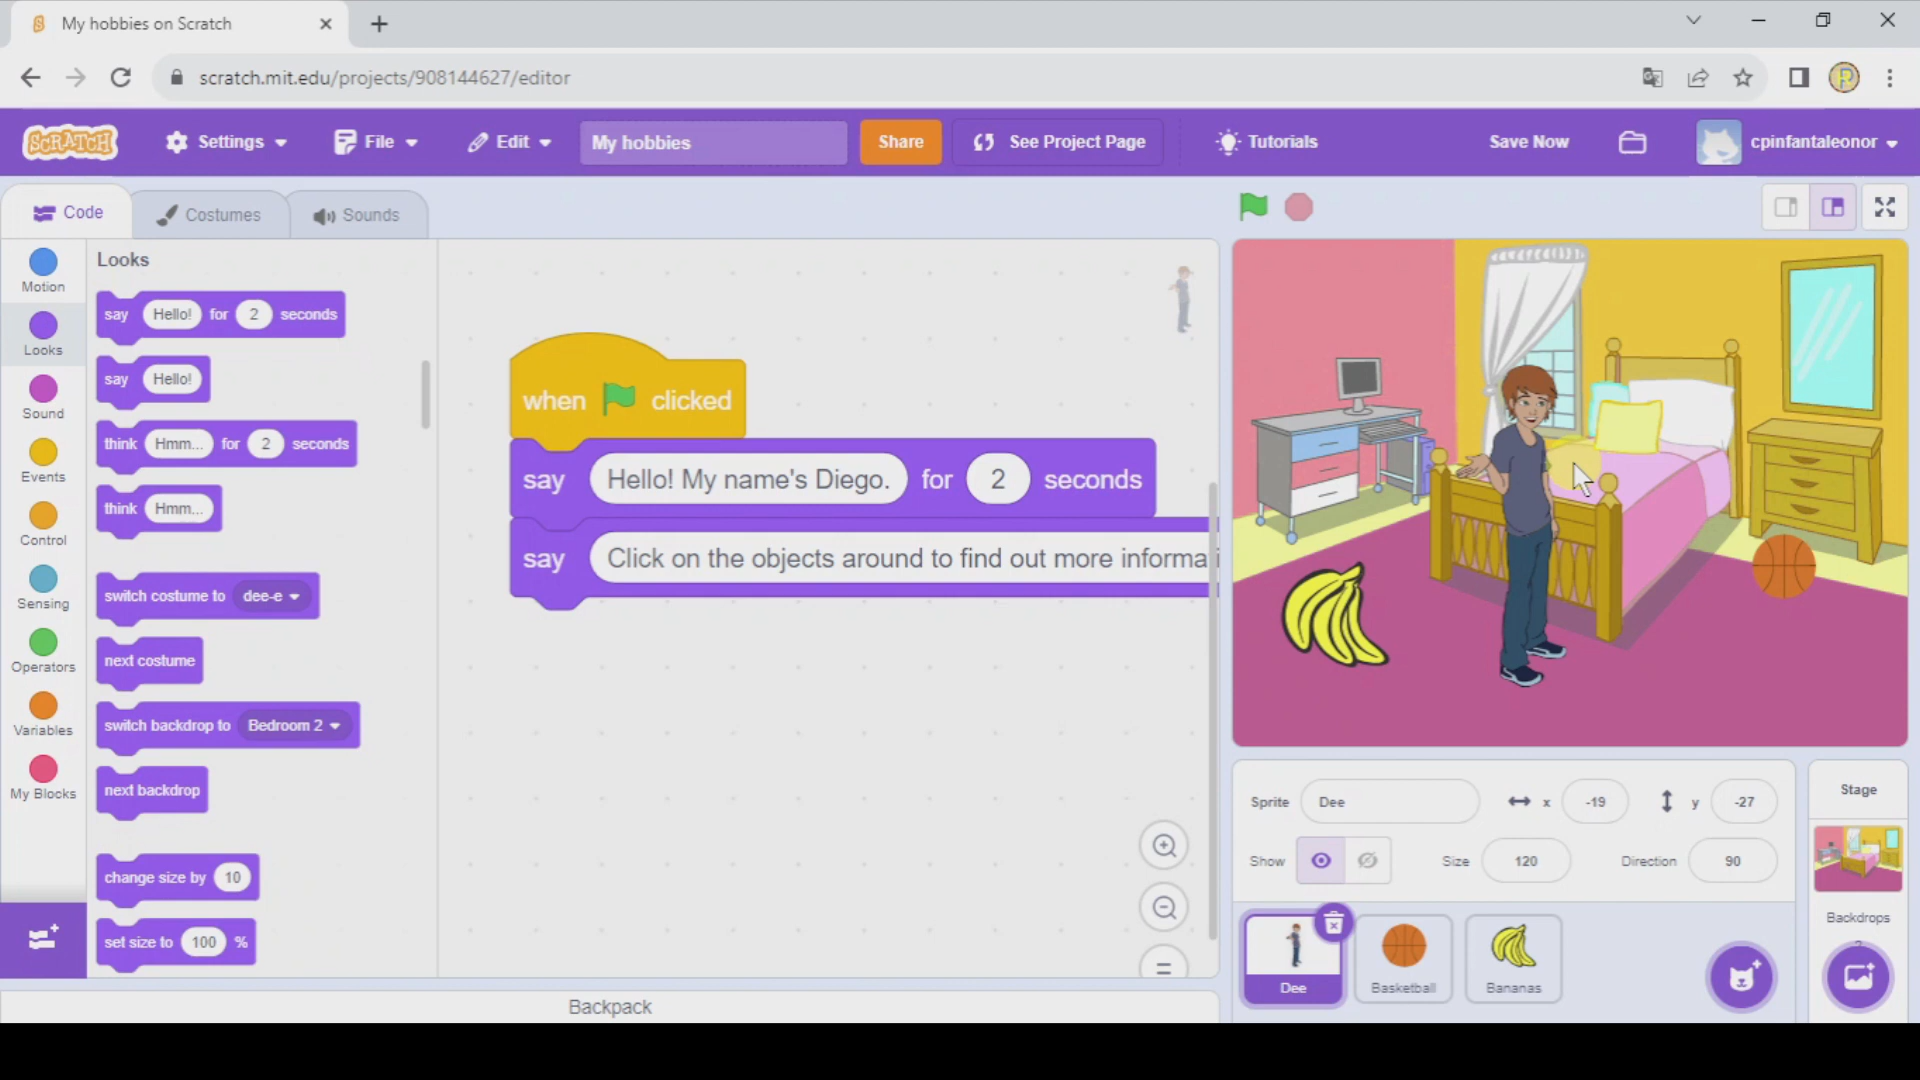 My hobbies on Scratch
scratch.mit.edu/projects/908144627/editor
SCRATCH
Settings
File
Edit
My hobbies
Share
See Project Page
Tutorials
Save Now
cpinfantaleonor
Code
Costumes
Sounds
Motion
Looks
Sound
Events
Control
Sensing
Operators
Variables
My Blocks
Looks
say Hello! for 2 seconds
say Hello!
think Hmm... for 2 seconds
think Hmm...
switch costume to dee-e
next costume
switch backdrop to Bedroom 2
next backdrop
change size by 10
set size to 100 %
when clicked
say Hello! My name's Diego. for 2 seconds
say Click on the objects around to find out more informati
Backpack
Sprite Dee x -19 y -27
Show Size 120 Direction 90
Dee
Basketball
Bananas
Stage
Backdrops